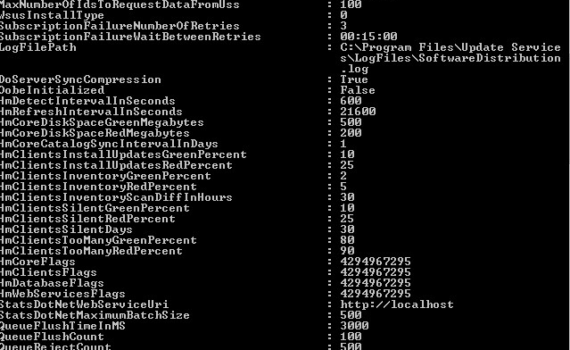 MaxNumberOfIdsToRequestDataFromUss : 100
WsusInstallType : 0
SubscriptionFailureNumberOfRetries : 3
SubscriptionFailureWaitBetweenRetries : 00:15:00
LogFilePath : C:\Program Files\Update Service
s\LogFiles\SoftwareDistribution
.log
DoServerSyncCompression : True
OobeInitialized : False
HmDetectIntervalInSeconds : 600
HmRefreshIntervalInSeconds : 21600
HmCoreDiskSpaceGreenMegabytes : 500
HmCoreDiskSpaceRedMegabytes : 200
HmCoreCatalogSyncIntervalInDays : 1
HmClientsInstallUpdatesGreenPercent : 10
HmClientsInstallUpdatesRedPercent : 25
HmClientsInventoryGreenPercent : 2
HmClientsInventoryRedPercent : 5
HmClientsInventoryScanDiffInHours : 30
HmClientsSilentGreenPercent : 10
HmClientsSilentRedPercent : 25
HmClientsSilentDays : 30
HmClientsTooManyGreenPercent : 80
HmClientsTooManyRedPercent : 90
HmCoreFlags : 4294967295
HmClientsFlags : 4294967295
HmDatabaseFlags : 4294967295
HmWebServicesFlags : 4294967295
StatsDotNetWebServiceUri : http://localhost
StatsDotNetMaximumBatchSize : 500
QueueFlushTimeInMS : 3000
QueueFlushCount : 100
QueueRejectCount : 500